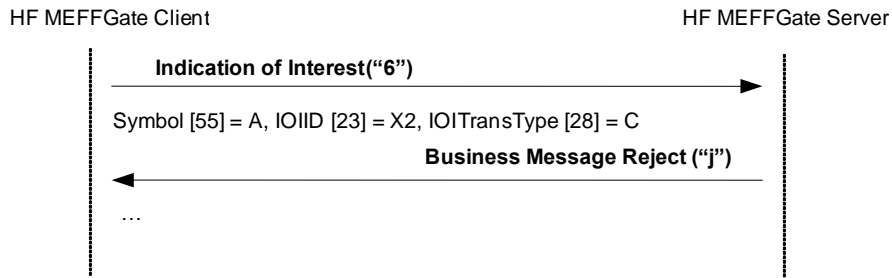 HF MEFFGate Client HF MEFFGate Server
Indication of Interest(“6”)
Symbol [55] = A, IOIID [23] = X2, IOITransType [28] = C
Business Message Reject (“j”)
…